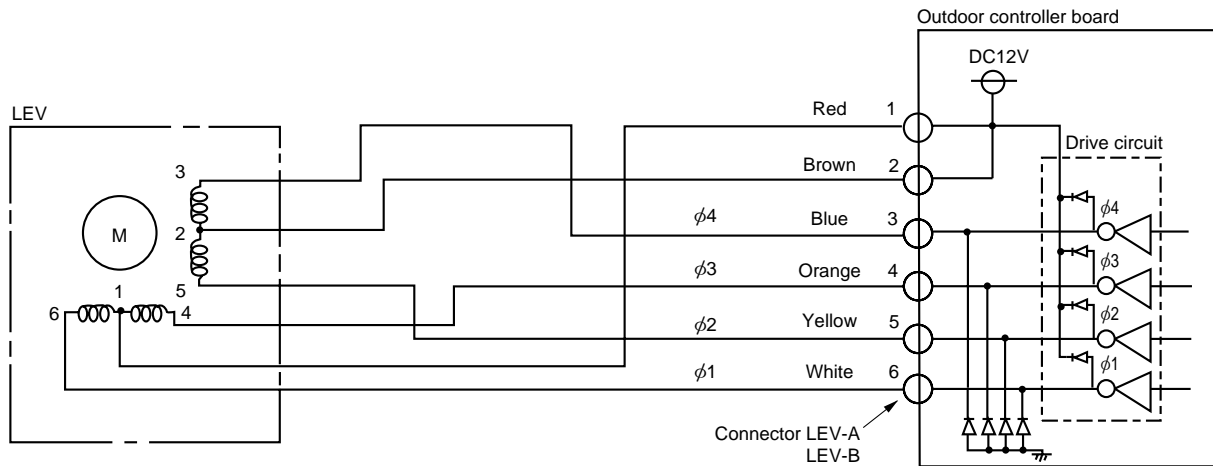 Outdoor controller board
DC12V
LEV
Red 1
Drive circuit
3
Brown 2
M
2
ϕ4 Blue 3 ϕ4
5
ϕ3 Orange 4 ϕ3
6 1 4
ϕ2 Yellow 5 ϕ2
ϕ1 White 6 ϕ1
Connector LEV-A
LEV-B